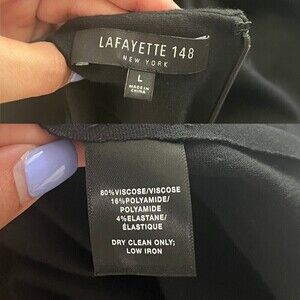 LAFAYETTE 148
NEW YORK
L
MADE IN
CHINA
80%VISCOSE/VISCOSE
16%POLYAMIDE/
POLYAMIDE
4%ELASTANE/
ÉLASTIQUE
DRY CLEAN ONLY;
LOW IRON